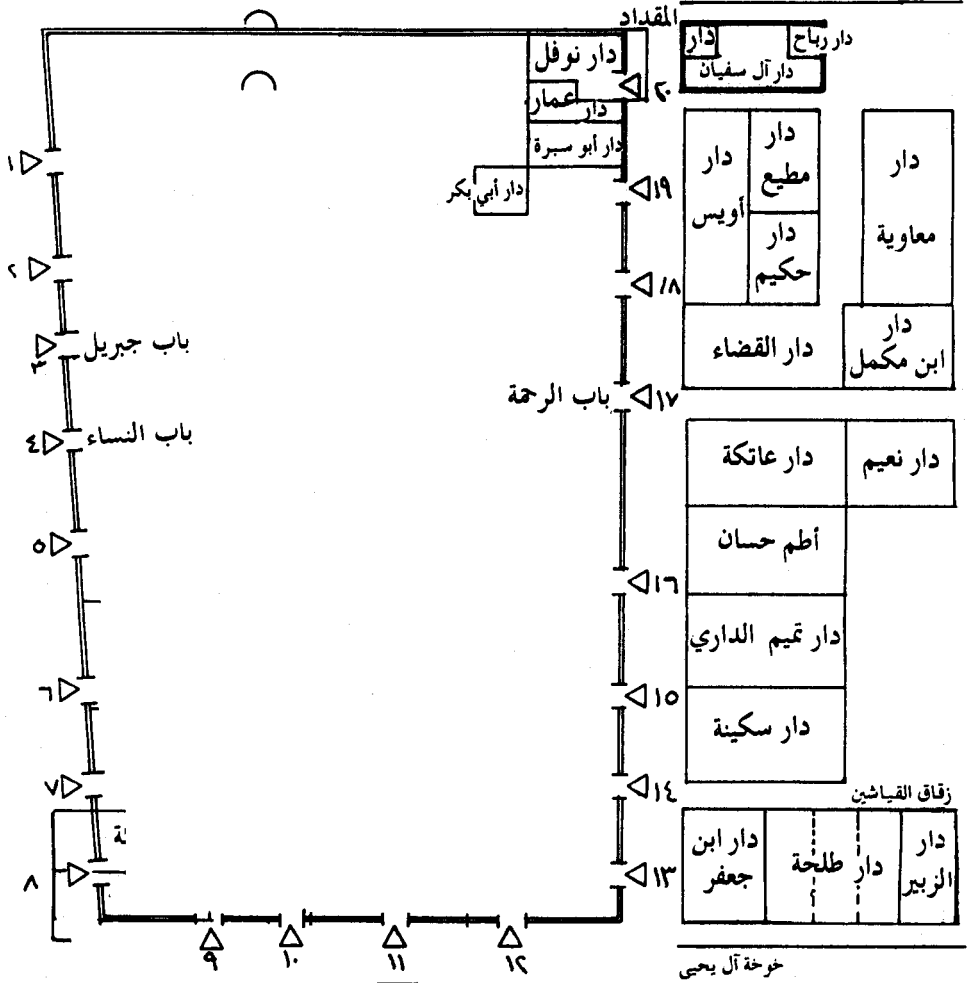 المقداد
دار رباح
دار
دار آل سفيان
دار نوفل
٢٠
دار عمار
دار أبو سبرة
دار أبي بكر
١٩
١٨
دار
مطيع
دار
أويس
دار
حكيم
دار
معاوية
دار القضاء
دار
ابن مكمل
١
٢
٣
باب جبريل
٤
باب النساء
٥
٦
٧
٨
لة
باب الرحمة
١٧
دار عاتكة
دار نعيم
أطم حسان
١٦
دار تميم الداري
١٥
دار سكينة
١٤
زقاق القياشين
١٣
دار ابن
جعفر
دار طلحة
دار
الزبير
٩
١٠
١١
١٢
خوخة آل يحيى